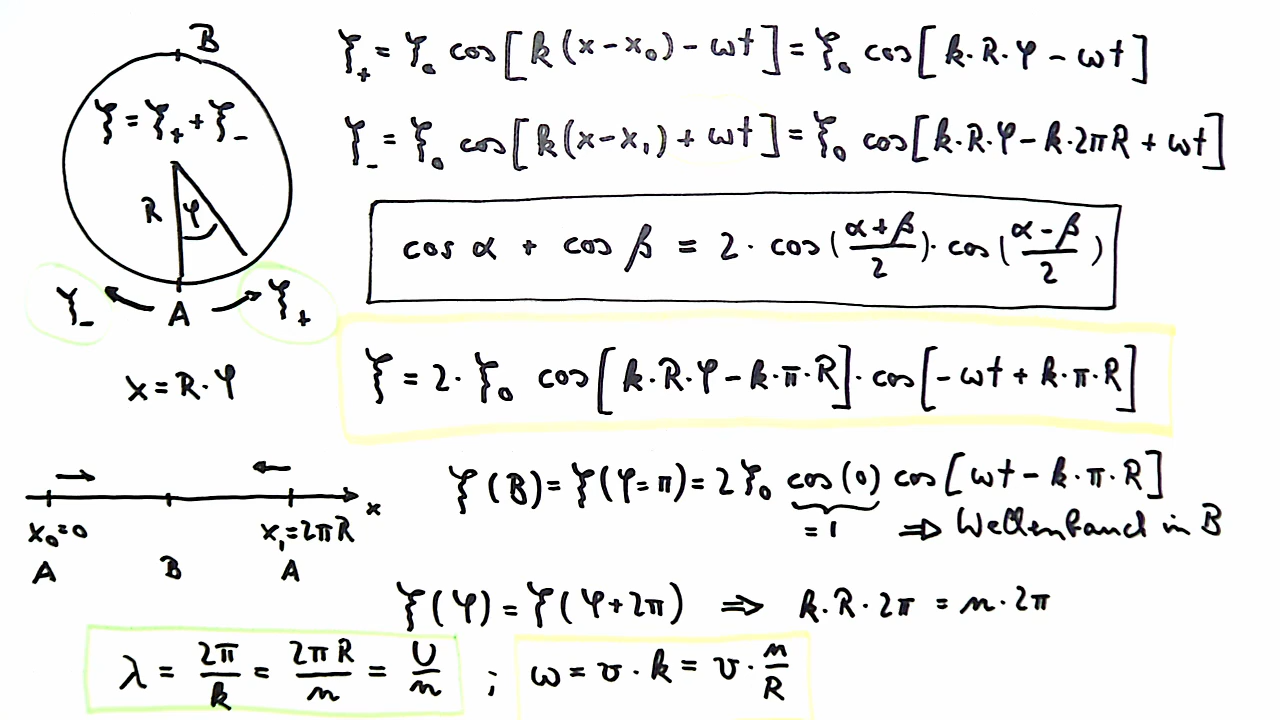 B
ξ = ξ₊ + ξ₋
R φ
ξ₋ A ξ₊
x = R·φ
ξ₊ = ξ₀ cos[k(x−x₀) − ωt] = ξ₀ cos[k·R·φ − ωt]
ξ₋ = ξ₀ cos[k(x−x₁) + ωt] = ξ₀ cos[k·R·φ − k·2πR + ωt]
cos α + cos β = 2·cos(α+β/2)·cos(α−β/2)
ξ = 2·ξ₀ cos[k·R·φ − k·π·R]·cos[−ωt + k·π·R]
x
x₀=0 x₁=2πR
A B A
ξ(B) = ξ(φ=π) = 2ξ₀ cos(0) cos[ωt − k·π·R]
=1 ⇒ Wellenbauch in B
ξ(φ) = ξ(φ+2π) ⇒ k·R·2π = n·2π
λ = 2π/k = 2πR/n = U/n ; ω = v·k = v·n/R